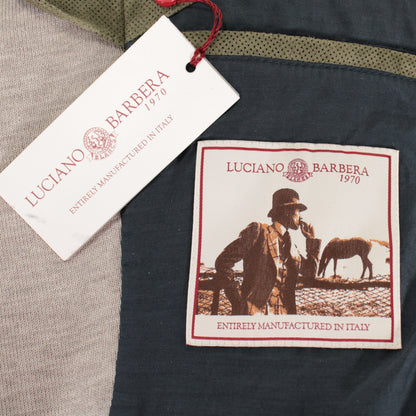 LUCIANO BARBERA
1970
ENTIRELY MANUFACTURED IN ITALY
LUCIANO BARBERA
1970
ENTIRELY MANUFACTURED IN ITALY